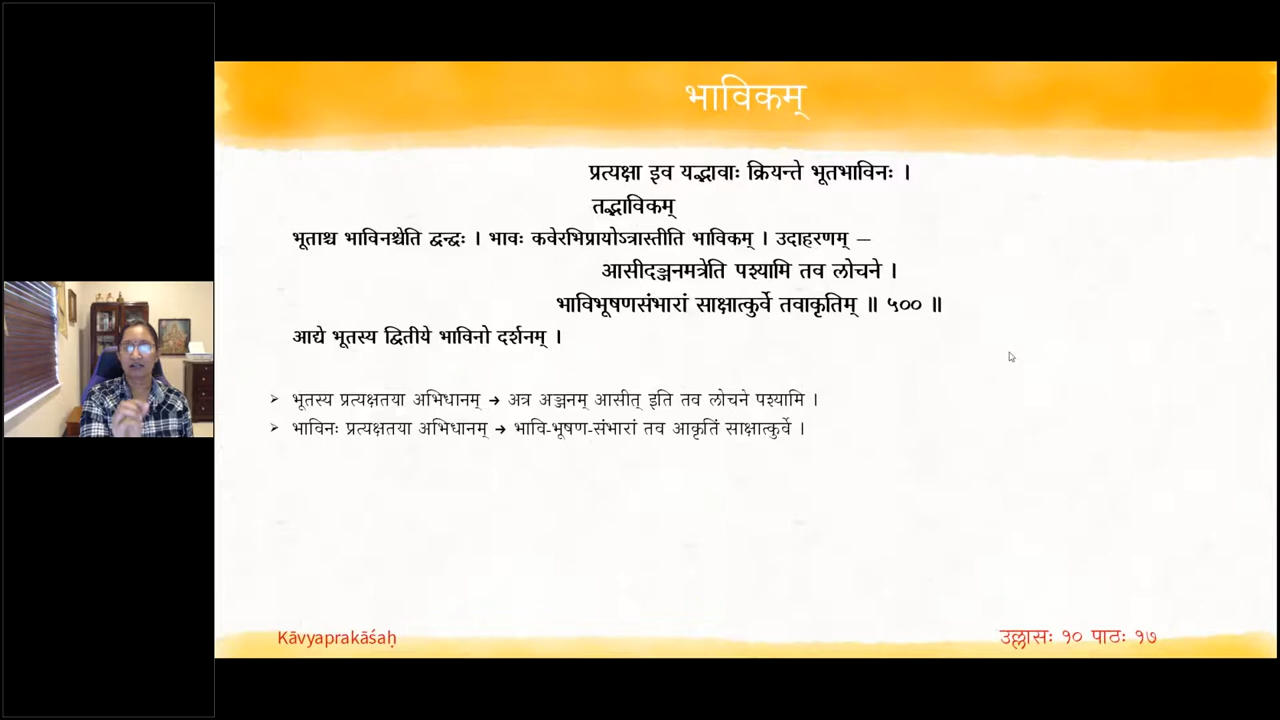 भाविकम्
प्रत्यक्षा इव यद्भावाः क्रियन्ते भूतभाविनः ।
तद्भाविकम्
भूताश्च भाविनश्चेति द्वन्द्वः । भावः कवेरभिप्रायोऽत्रास्तीति भाविकम् । उदाहरणम् –
आसीदञ्जनमत्रेति पश्यामि तव लोचने ।
भाविभूषणसंभारां साक्षात्कुर्वे तवाकृतिम् ॥ ५०० ॥
आद्ये भूतस्य द्वितीये भाविनो दर्शनम् ।
➢ भूतस्य प्रत्यक्षतया अभिधानम् → अत्र अञ्जनम् आसीत् इति तव लोचने पश्यामि ।
➢ भाविनः प्रत्यक्षतया अभिधानम् → भावि-भूषण-संभारां तव आकृतिं साक्षात्कुर्वे ।
Kāvyaprakāśaḥ
उल्लासः १० पाठः १७